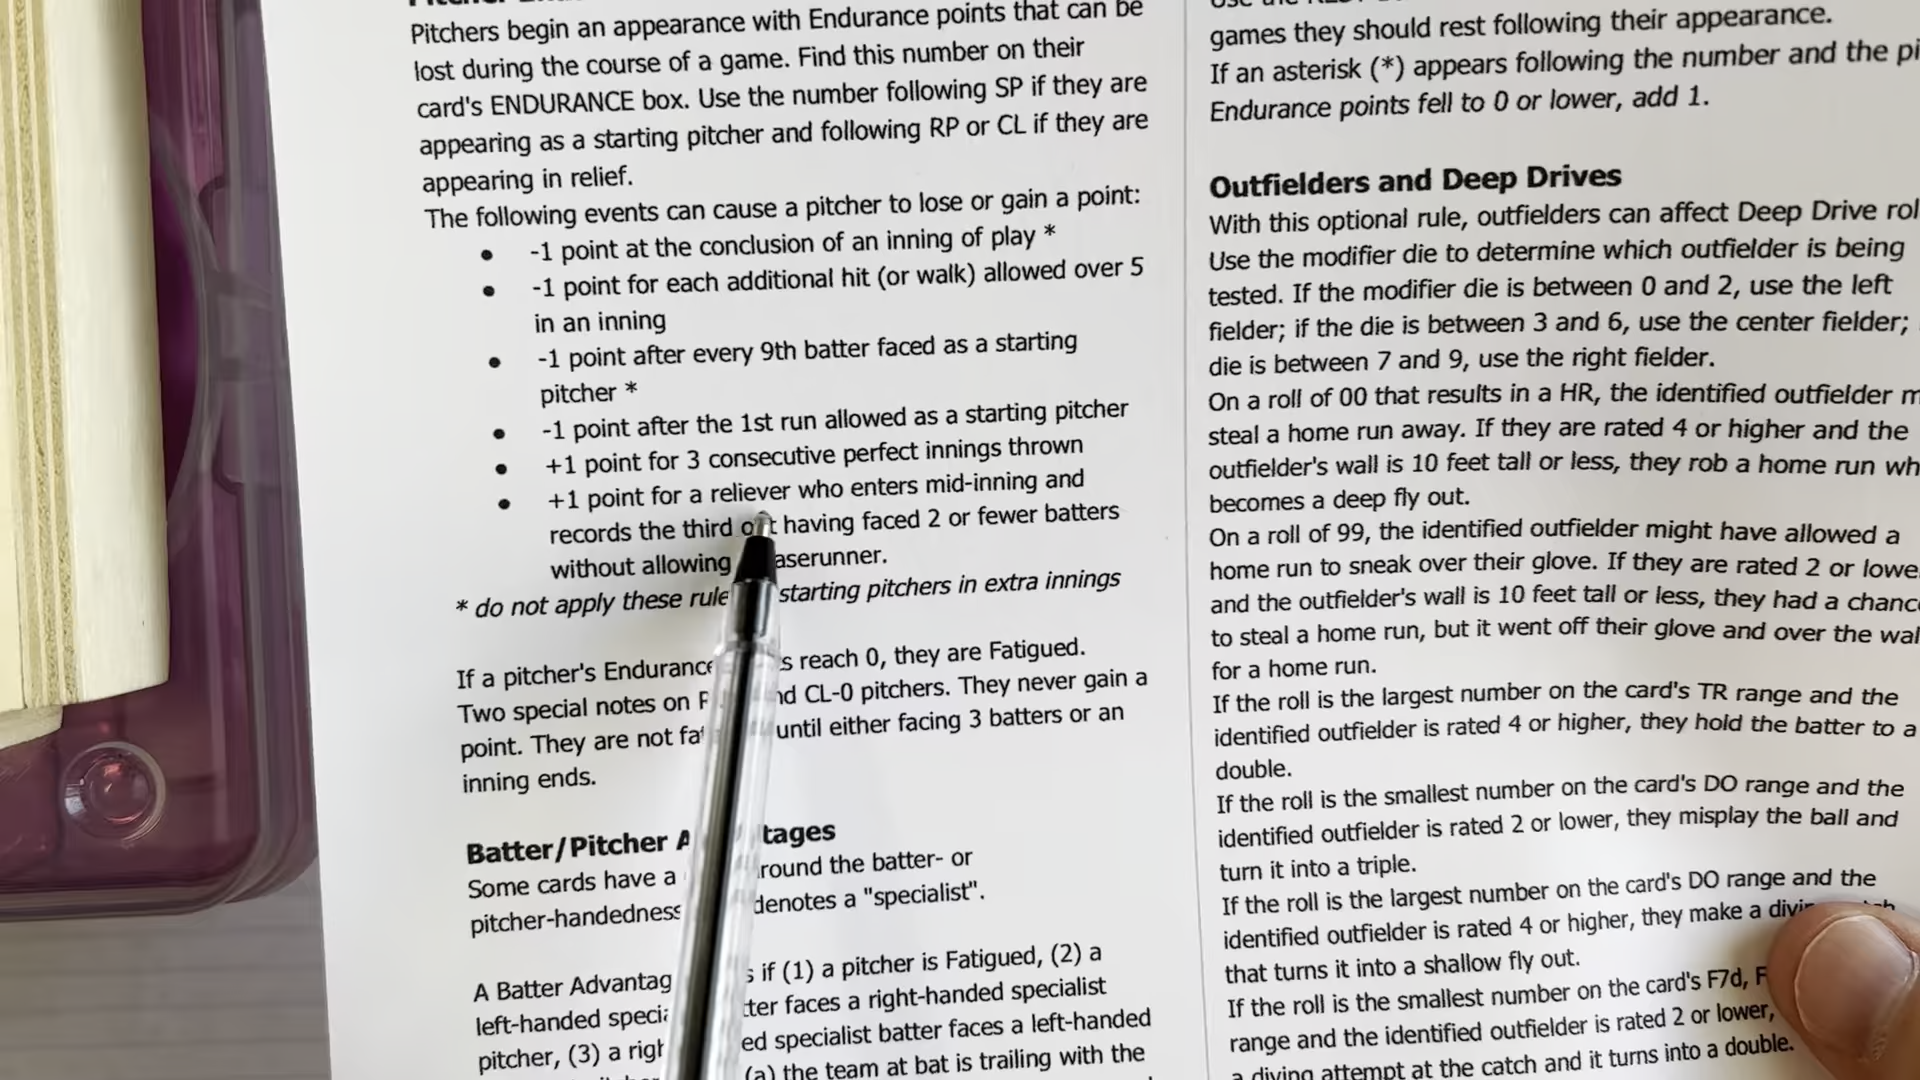 Pitchers begin an appearance with Endurance points that can be
lost during the course of a game. Find this number on their
card's ENDURANCE box. Use the number following SP if they are
appearing as a starting pitcher and following RP or CL if they are
appearing in relief.
The following events can cause a pitcher to lose or gain a point:
• -1 point at the conclusion of an inning of play *
• -1 point for each additional hit (or walk) allowed over 5
in an inning
• -1 point after every 9th batter faced as a starting
pitcher *
• -1 point after the 1st run allowed as a starting pitcher
• +1 point for 3 consecutive perfect innings thrown
• +1 point for a reliever who enters mid-inning and
records the third out having faced 2 or fewer batters
without allowing aserunner.
* do not apply these rule starting pitchers in extra innings
If a pitcher's Endurance s reach 0, they are Fatigued.
Two special notes on nd CL-0 pitchers. They never gain a
point. They are not until either facing 3 batters or an
inning ends.
Batter/Pitcher A tages
Some cards have a round the batter- or
pitcher-handedness denotes a "specialist".
A Batter Advantag s if (1) a pitcher is Fatigued, (2) a
left-handed specia tter faces a right-handed specialist
pitcher, (3) a righ ed specialist batter faces a left-handed
(a) the team at bat is trailing with the
games they should rest following their appearance.
If an asterisk (*) appears following the number and the pi
Endurance points fell to 0 or lower, add 1.
Outfielders and Deep Drives
With this optional rule, outfielders can affect Deep Drive rol
Use the modifier die to determine which outfielder is being
tested. If the modifier die is between 0 and 2, use the left
fielder; if the die is between 3 and 6, use the center fielder;
die is between 7 and 9, use the right fielder.
On a roll of 00 that results in a HR, the identified outfielder m
steal a home run away. If they are rated 4 or higher and the
outfielder's wall is 10 feet tall or less, they rob a home run wh
becomes a deep fly out.
On a roll of 99, the identified outfielder might have allowed a
home run to sneak over their glove. If they are rated 2 or lowe
and the outfielder's wall is 10 feet tall or less, they had a chanc
to steal a home run, but it went off their glove and over the wal
for a home run.
If the roll is the largest number on the card's TR range and the
identified outfielder is rated 4 or higher, they hold the batter to a
double.
If the roll is the smallest number on the card's DO range and the
identified outfielder is rated 2 or lower, they misplay the ball and
turn it into a triple.
If the roll is the largest number on the card's DO range and the
identified outfielder is rated 4 or higher, they make a divin
that turns it into a shallow fly out.
If the roll is the smallest number on the card's F7d, F
range and the identified outfielder is rated 2 or lower,
a diving attempt at the catch and it turns into a double.